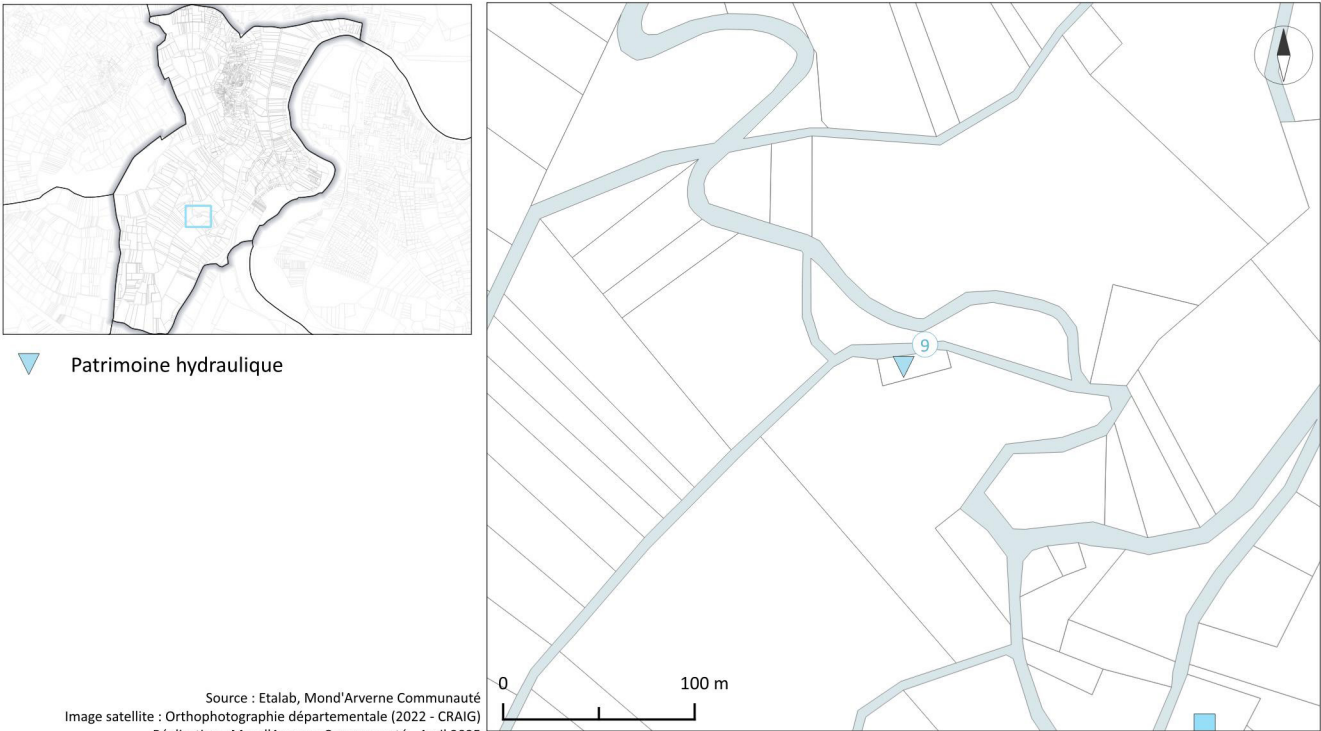 Patrimoine hydraulique
9
0 100 m
Source : Etalab, Mond'Arverne Communauté
Image satellite : Orthophotographie départementale (2022 - CRAIG)